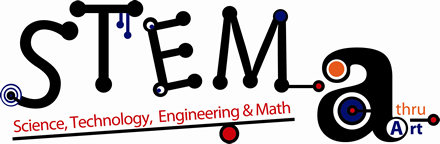 STEM a
thru
Art
Science, Technology, Engineering & Math